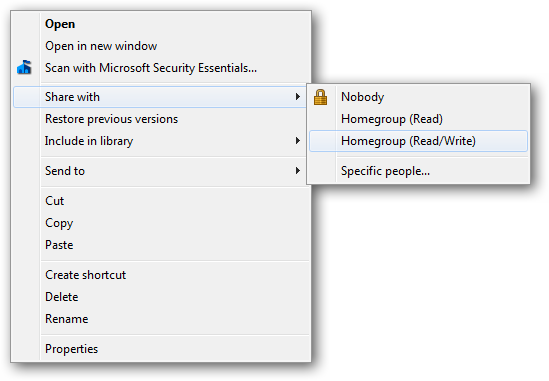 Open
Open in new window
Scan with Microsoft Security Essentials...
Share with
Restore previous versions
Include in library
Send to
Cut
Copy
Paste
Create shortcut
Delete
Rename
Properties
Nobody
Homegroup (Read)
Homegroup (Read/Write)
Specific people...